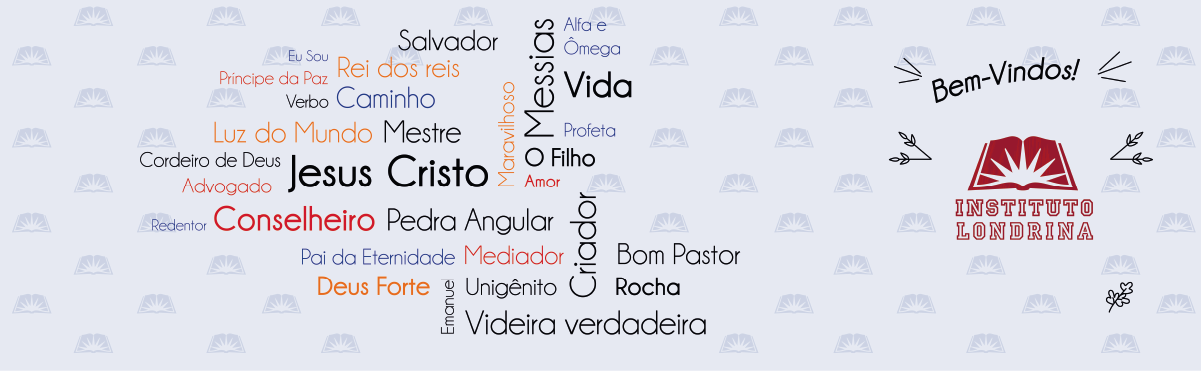 Salvador
Messias
Alfa e
Ômega
Eu Sou
Rei dos reis
Principe da Paz
Vida
Verbo
Caminho
Maravilhoso
Luz do Mundo
Mestre
Profeta
Cordeiro de Deus
Jesus Cristo
O Filho
Advogado
Amor
Redentor
Conselheiro
Pedra Angular
Criador
Pai da Eternidade
Mediador
Bom Pastor
Deus Forte
Emanuel
Unigênito
Rocha
Videira verdadeira
Bem-Vindos!
INSTITUTO
LONDRINA